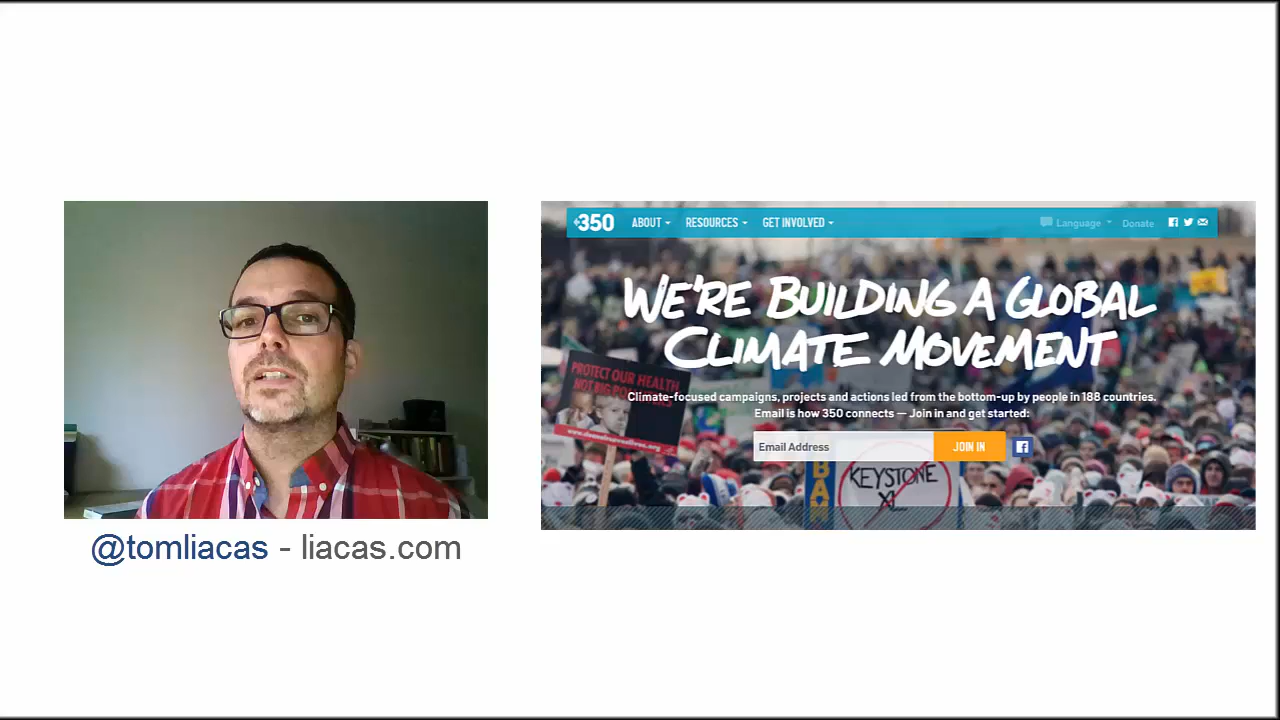 @tomliacas - liacas.com
350 ABOUT RESOURCES GET INVOLVED Language Donate
WE'RE BUILDING A GLOBAL
CLIMATE MOVEMENT
PROTECT OUR HEALTH
NOT BIG
Climate-focused campaigns, projects and actions led from the bottom-up by people in 188 countries.
Email is how 350 connects — Join in and get started:
Email Address JOIN IN
KEYSTONE
XL